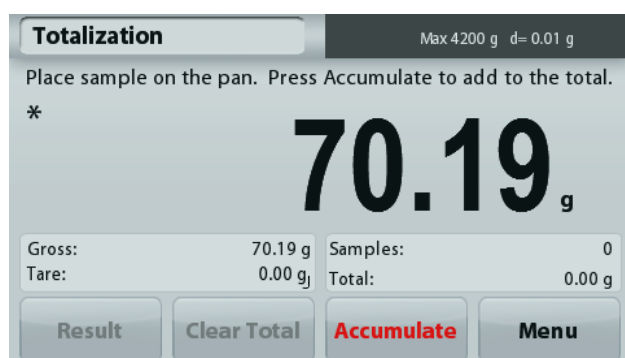 Totalization
Max 4200 g d= 0.01 g
Place sample on the pan. Press Accumulate to add to the total.
*
70.19 g
Gross: 70.19 g
Tare: 0.00 g
Samples: 0
Total: 0.00 g
Result Clear Total Accumulate Menu